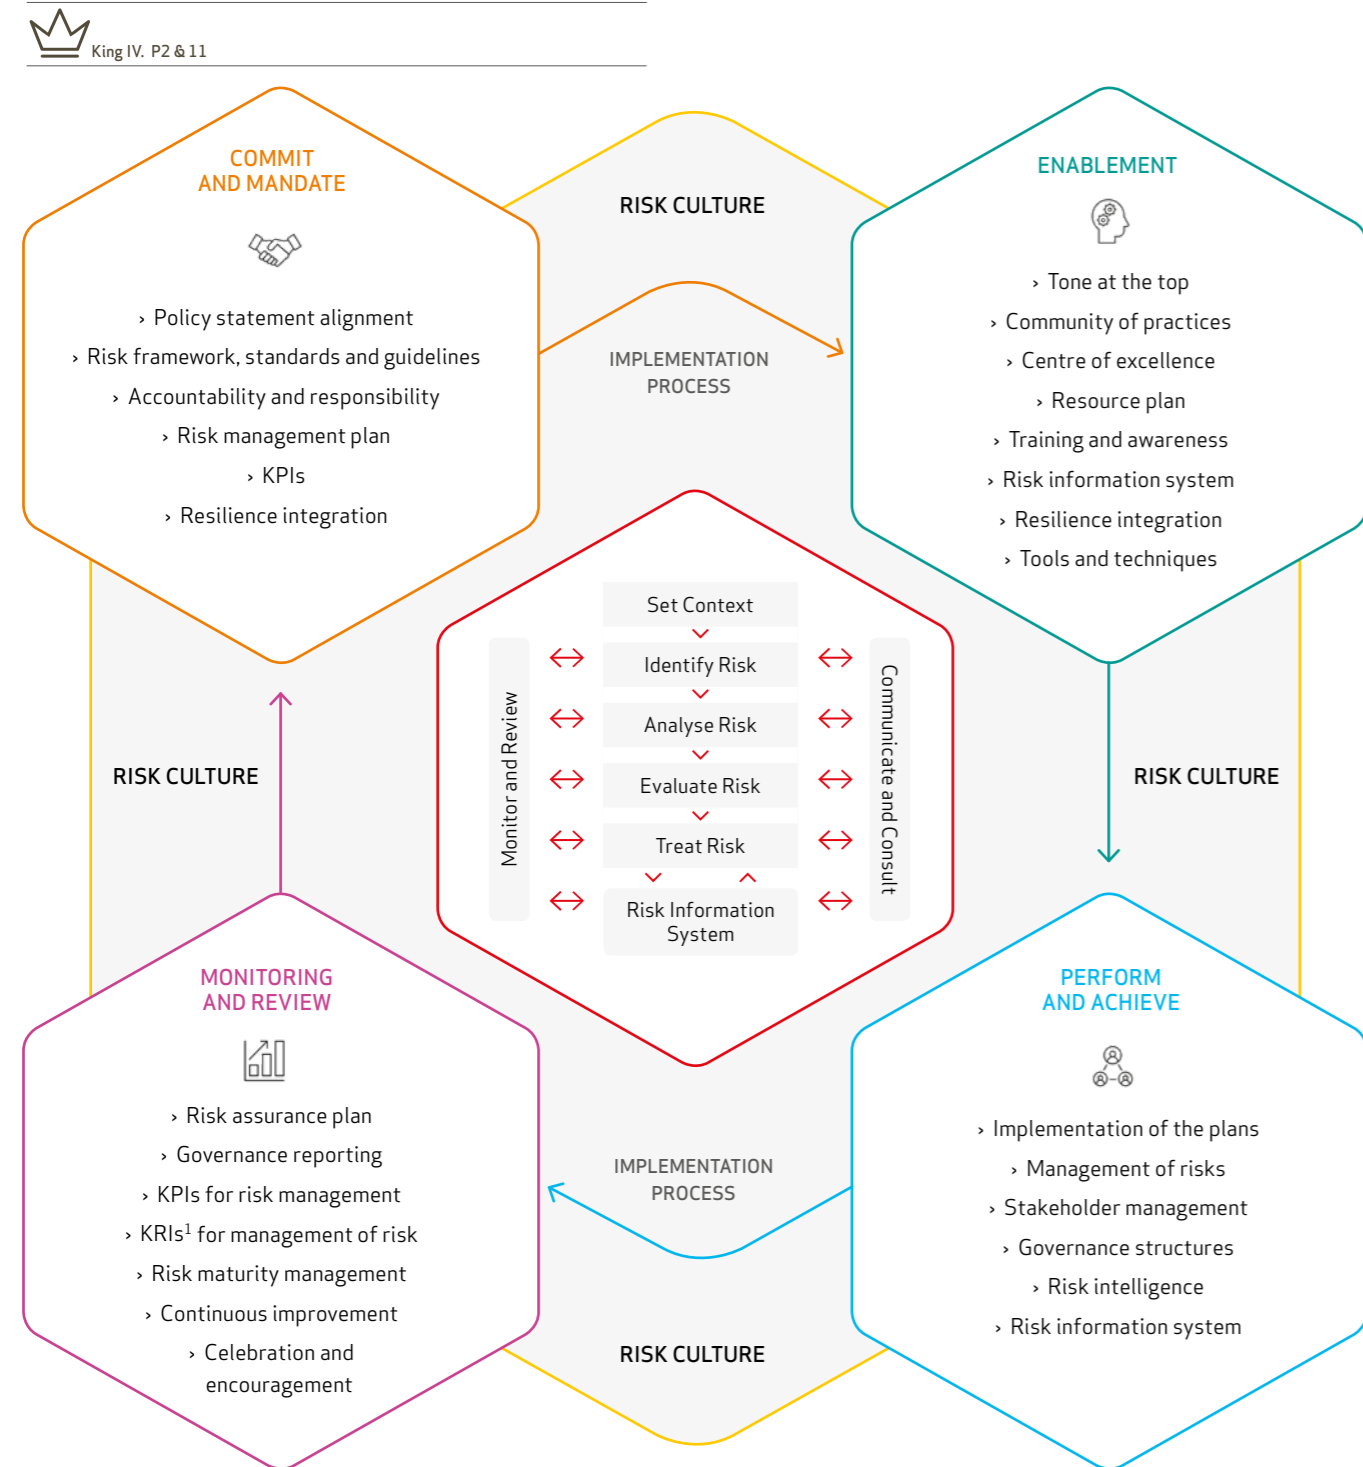 King IV. P2 & 11
COMMIT
AND MANDATE
› Policy statement alignment
› Risk framework, standards and guidelines
› Accountability and responsibility
› Risk management plan
› KPIs
› Resilience integration
RISK CULTURE
IMPLEMENTATION
PROCESS
ENABLEMENT
› Tone at the top
› Community of practices
› Centre of excellence
› Resource plan
› Training and awareness
› Risk information system
› Resilience integration
› Tools and techniques
RISK CULTURE
Monitor and Review
Set Context
Identify Risk
Analyse Risk
Evaluate Risk
Treat Risk
Risk Information
System
Communicate and Consult
RISK CULTURE
MONITORING
AND REVIEW
› Risk assurance plan
› Governance reporting
› KPIs for risk management
› KRIs¹ for management of risk
› Risk maturity management
› Continuous improvement
› Celebration and
encouragement
IMPLEMENTATION
PROCESS
RISK CULTURE
PERFORM
AND ACHIEVE
› Implementation of the plans
› Management of risks
› Stakeholder management
› Governance structures
› Risk intelligence
› Risk information system